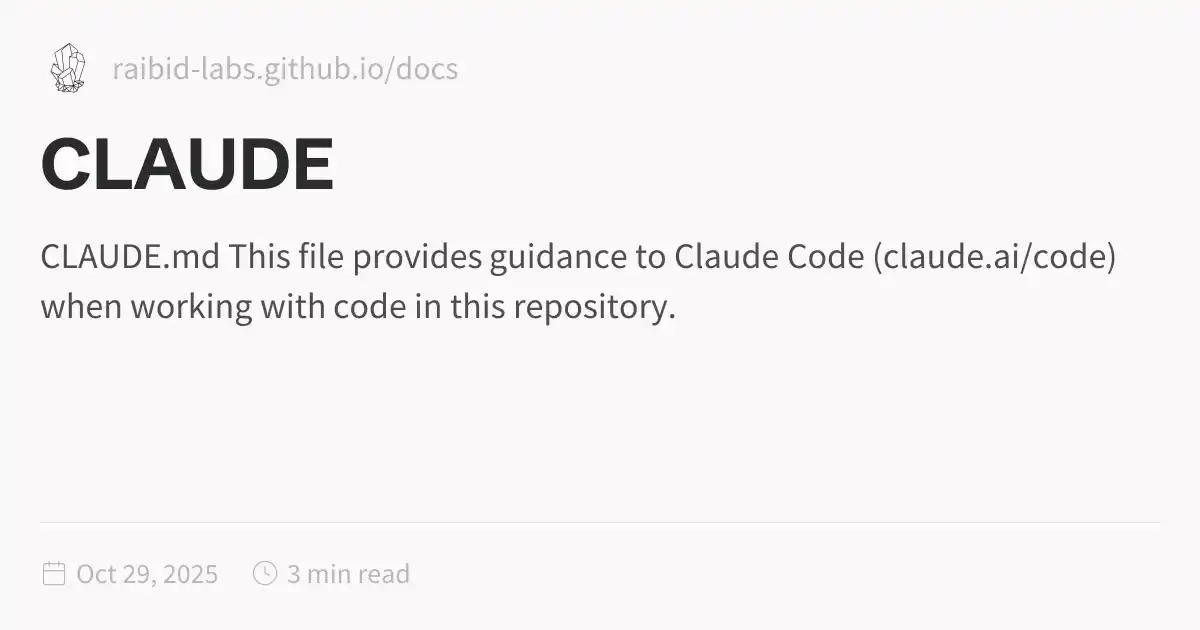 raibid-labs.github.io/docs
CLAUDE
CLAUDE.md This file provides guidance to Claude Code (claude.ai/code)
when working with code in this repository.
Oct 29, 2025 3 min read